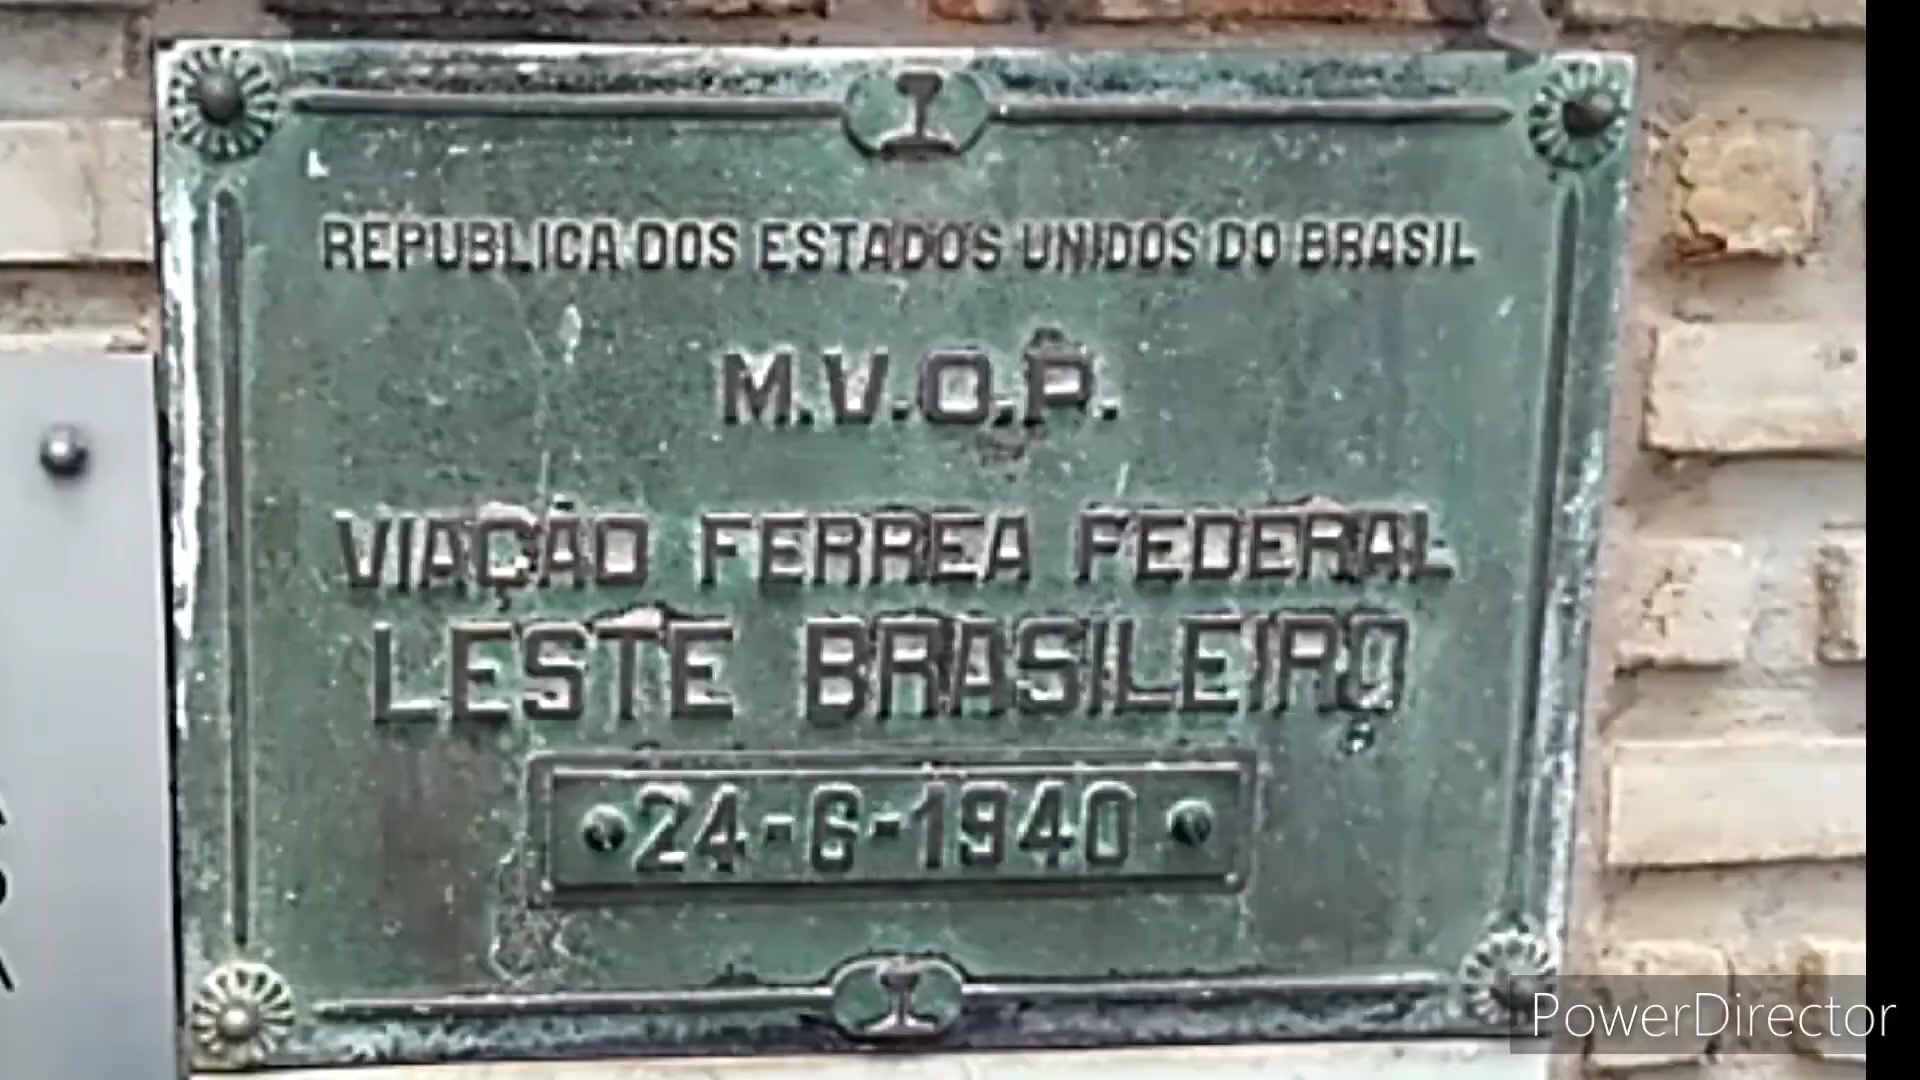 REPUBLICA DOS ESTADOS UNIDOS DO BRASIL
M.V.O.P.
VIAÇÃO FERREA FEDERAL
LESTE BRASILEIRO
24-6-1940
PowerDirector